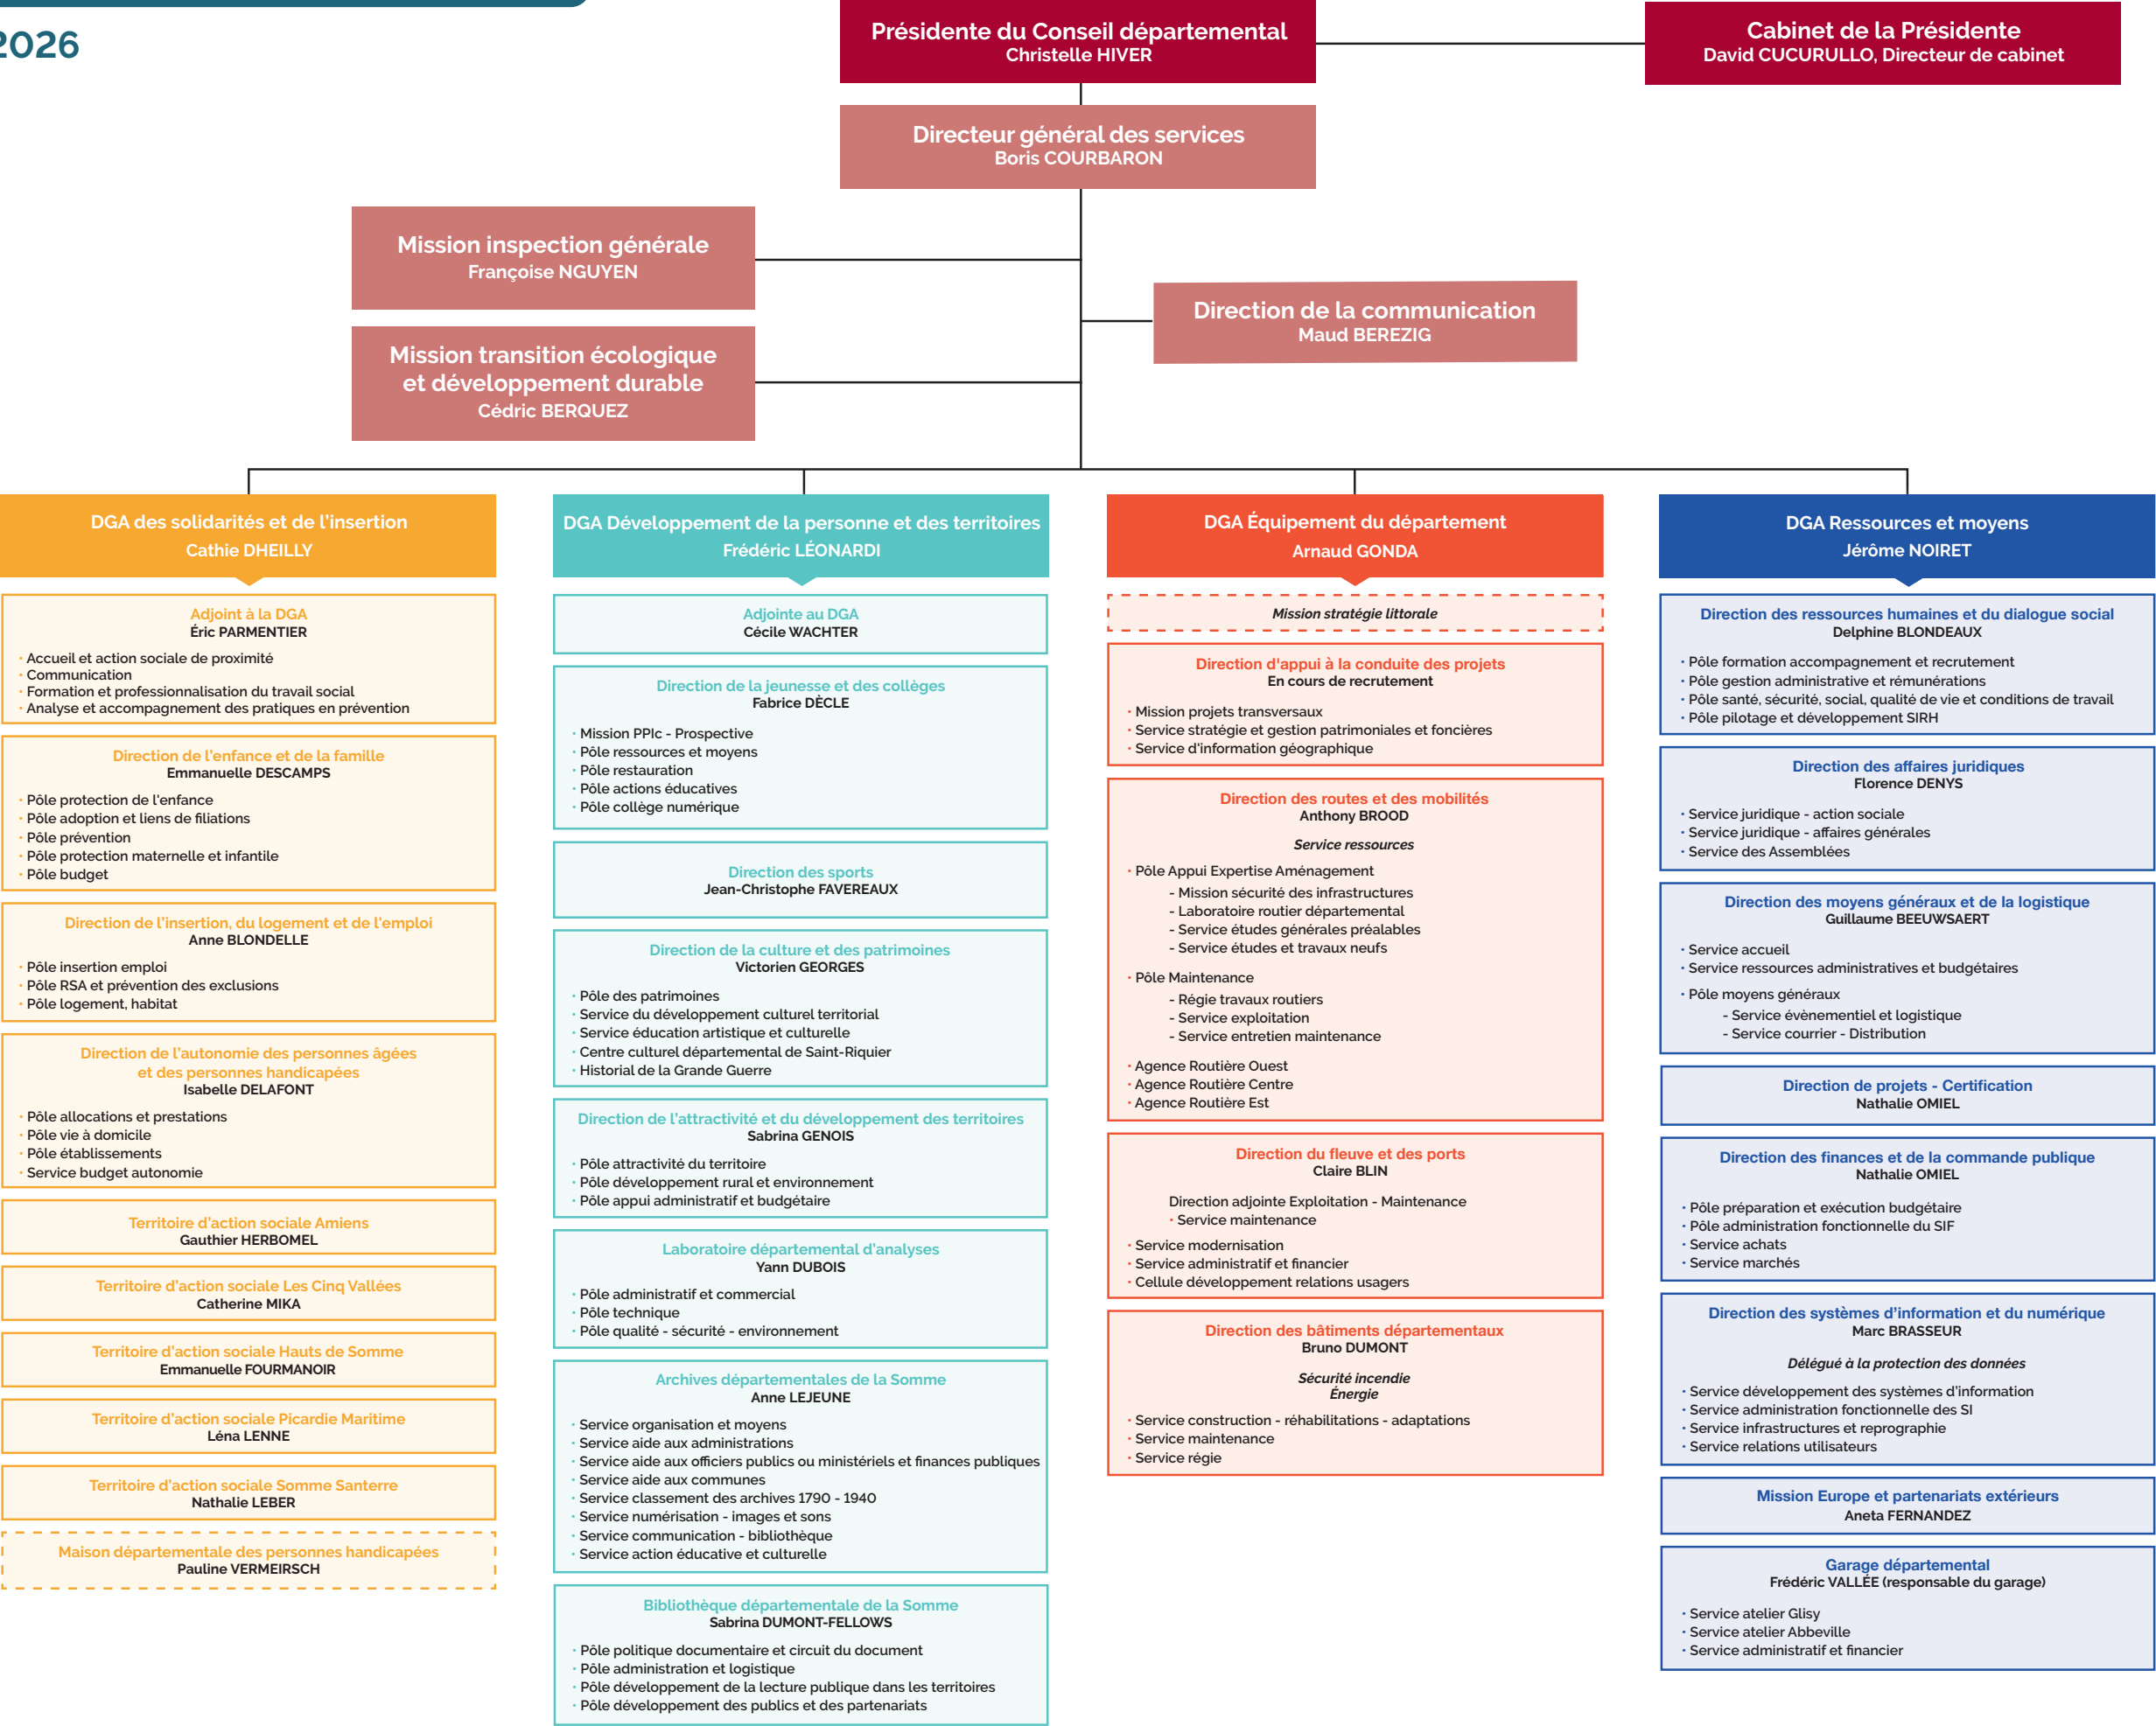 2026
Présidente du Conseil départemental
Christelle HIVER
Cabinet de la Présidente
David CUCURULLO, Directeur de cabinet
Directeur général des services
Boris COURBARON
Mission inspection générale
Françoise NGUYEN
Direction de la communication
Maud BEREZIG
Mission transition écologique
et développement durable
Cédric BERQUEZ
DGA des solidarités et de l'insertion
Cathie DHEILLY
Adjoint à la DGA
Éric PARMENTIER
• Accueil et action sociale de proximité
• Communication
• Formation et professionnalisation du travail social
• Analyse et accompagnement des pratiques en prévention
Direction de l'enfance et de la famille
Emmanuelle DESCAMPS
• Pôle protection de l'enfance
• Pôle adoption et liens de filiations
• Pôle prévention
• Pôle protection maternelle et infantile
• Pôle budget
Direction de l'insertion, du logement et de l'emploi
Anne BLONDELLE
• Pôle insertion emploi
• Pôle RSA et prévention des exclusions
• Pôle logement, habitat
Direction de l'autonomie des personnes âgées
et des personnes handicapées
Isabelle DELAFONT
• Pôle allocations et prestations
• Pôle vie à domicile
• Pôle établissements
• Service budget autonomie
Territoire d'action sociale Amiens
Gauthier HERBOMEL
Territoire d'action sociale Les Cinq Vallées
Catherine MIKA
Territoire d'action sociale Hauts de Somme
Emmanuelle FOURMANOIR
Territoire d'action sociale Picardie Maritime
Léna LENNE
Territoire d'action sociale Somme Santerre
Nathalie LEBER
Maison départementale des personnes handicapées
Pauline VERMEIRSCH
DGA Développement de la personne et des territoires
Frédéric LÉONARDI
Adjointe au DGA
Cécile WACHTER
Direction de la jeunesse et des collèges
Fabrice DÈCLE
• Mission PPIc - Prospective
• Pôle ressources et moyens
• Pôle restauration
• Pôle actions éducatives
• Pôle collège numérique
Direction des sports
Jean-Christophe FAVEREAUX
Direction de la culture et des patrimoines
Victorien GEORGES
• Pôle des patrimoines
• Service du développement culturel territorial
• Service éducation artistique et culturelle
• Centre culturel départemental de Saint-Riquier
• Historial de la Grande Guerre
Direction de l'attractivité et du développement des territoires
Sabrina GENOIS
• Pôle attractivité du territoire
• Pôle développement rural et environnement
• Pôle appui administratif et budgétaire
Laboratoire départemental d'analyses
Yann DUBOIS
• Pôle administratif et commercial
• Pôle technique
• Pôle qualité - sécurité - environnement
Archives départementales de la Somme
Anne LEJEUNE
• Service organisation et moyens
• Service aide aux administrations
• Service aide aux officiers publics ou ministériels et finances publiques
• Service aide aux communes
• Service classement des archives 1790 - 1940
• Service numérisation - images et sons
• Service communication - bibliothèque
• Service action éducative et culturelle
Bibliothèque départementale de la Somme
Sabrina DUMONT-FELLOWS
• Pôle politique documentaire et circuit du document
• Pôle administration et logistique
• Pôle développement de la lecture publique dans les territoires
• Pôle développement des publics et des partenariats
DGA Équipement du département
Arnaud GONDA
Mission stratégie littorale
Direction d'appui à la conduite des projets
En cours de recrutement
• Mission projets transversaux
• Service stratégie et gestion patrimoniales et foncières
• Service d'information géographique
Direction des routes et des mobilités
Anthony BROOD
Service ressources
• Pôle Appui Expertise Aménagement
- Mission sécurité des infrastructures
- Laboratoire routier départemental
- Service études générales préalables
- Service études et travaux neufs
• Pôle Maintenance
- Régie travaux routiers
- Service exploitation
- Service entretien maintenance
• Agence Routière Ouest
• Agence Routière Centre
• Agence Routière Est
Direction du fleuve et des ports
Claire BLIN
Direction adjointe Exploitation - Maintenance
• Service maintenance
• Service modernisation
• Service administratif et financier
• Cellule développement relations usagers
Direction des bâtiments départementaux
Bruno DUMONT
Sécurité incendie
Énergie
• Service construction - réhabilitations - adaptations
• Service maintenance
• Service régie
DGA Ressources et moyens
Jérôme NOIRET
Direction des ressources humaines et du dialogue social
Delphine BLONDEAUX
• Pôle formation accompagnement et recrutement
• Pôle gestion administrative et rémunérations
• Pôle santé, sécurité, social, qualité de vie et conditions de travail
• Pôle pilotage et développement SIRH
Direction des affaires juridiques
Florence DENYS
• Service juridique - action sociale
• Service juridique - affaires générales
• Service des Assemblées
Direction des moyens généraux et de la logistique
Guillaume BEEUWSAERT
• Service accueil
• Service ressources administratives et budgétaires
• Pôle moyens généraux
- Service évènementiel et logistique
- Service courrier - Distribution
Direction de projets - Certification
Nathalie OMIEL
Direction des finances et de la commande publique
Nathalie OMIEL
• Pôle préparation et exécution budgétaire
• Pôle administration fonctionnelle du SIF
• Service achats
• Service marchés
Direction des systèmes d'information et du numérique
Marc BRASSEUR
Délégué à la protection des données
• Service développement des systèmes d'information
• Service administration fonctionnelle des SI
• Service infrastructures et reprographie
• Service relations utilisateurs
Mission Europe et partenariats extérieurs
Aneta FERNANDEZ
Garage départemental
Frédéric VALLÉE (responsable du garage)
• Service atelier Glisy
• Service atelier Abbeville
• Service administratif et financier